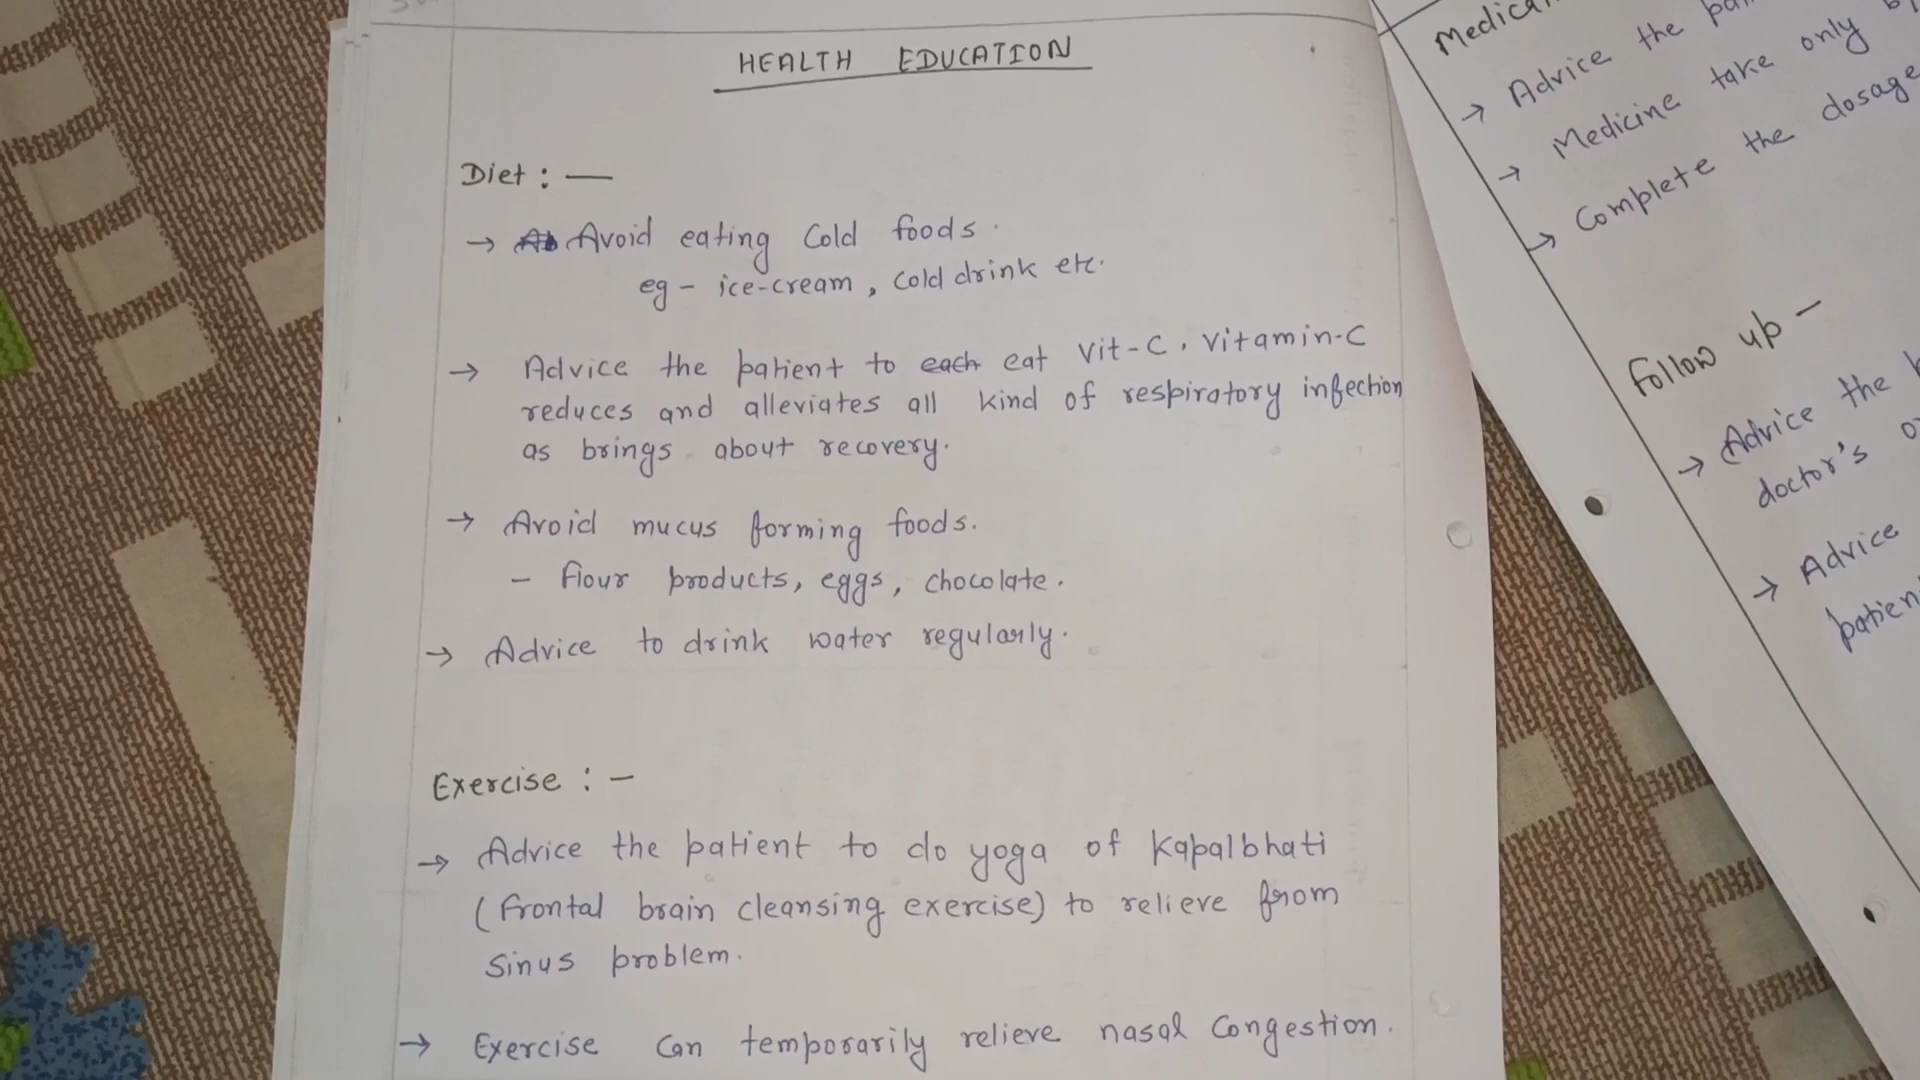 HEALTH EDUCATION
Diet : —
→ Avoid eating Cold foods.
eg - ice-cream, cold drink etc.
→ Advice the patient to each eat Vit-C. Vitamin-C
reduces and alleviates all kind of respiratory infection
as brings about recovery.
→ Avoid mucus forming foods.
- flour products, eggs, chocolate.
→ Advice to drink water regularly.
Exercise : -
→ Advice the patient to do yoga of Kapalbhati
(frontal brain cleansing exercise) to relieve from
sinus problem.
→ Exercise can temporarily relieve nasal congestion.
→ Advice the
→ Medicine take only
→ Complete the dosage
Follow up -
→ Advice the
doctor's
→ Advice